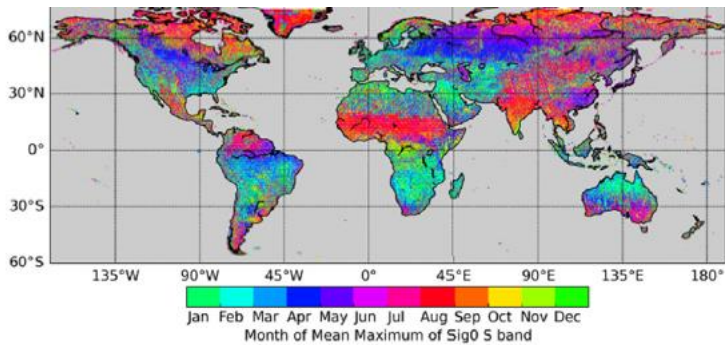 60°N
30°N
0°
30°S
60°S
135°W 90°W 45°W 0° 45°E 90°E 135°E 180°
Jan Feb Mar Apr May Jun Jul Aug Sep Oct Nov Dec
Month of Mean Maximum of Sig0 S band